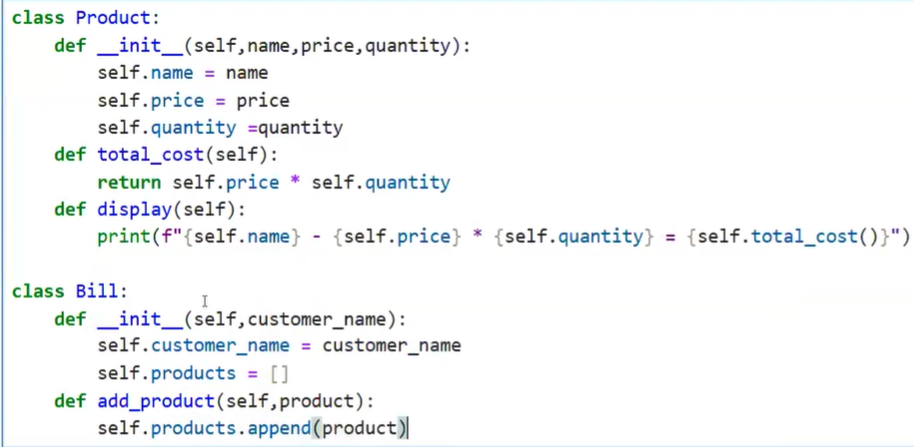 class Product:
    def __init__(self,name,price,quantity):
        self.name = name
        self.price = price
        self.quantity =quantity
    def total_cost(self):
        return self.price * self.quantity
    def display(self):
        print(f"{self.name} - {self.price} * {self.quantity} = {self.total_cost()}")
class Bill:
    def __init__(self,customer_name):
        self.customer_name = customer_name
        self.products = []
    def add_product(self,product):
        self.products.append(product)